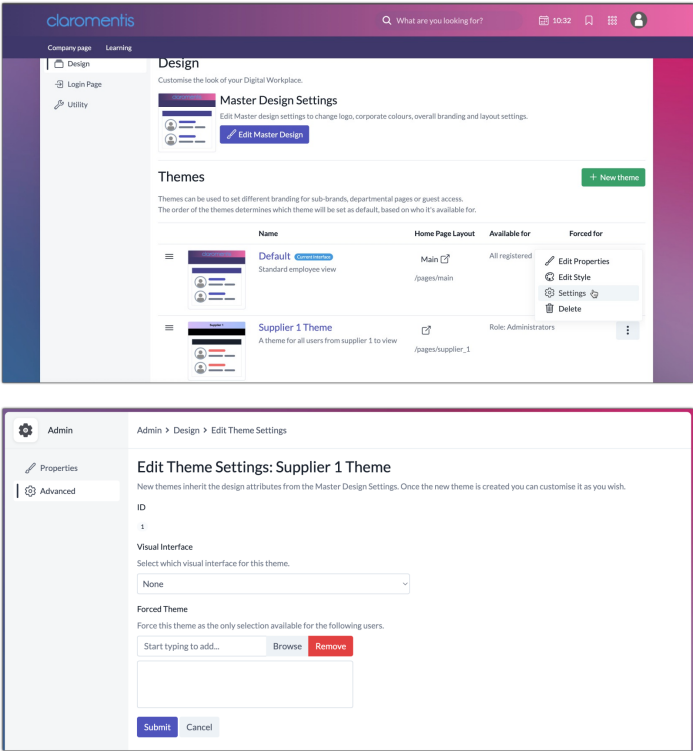 claromentis
What are you looking for?
10:32
Company page Learning
Design
Login Page
Utility
Design
Customise the look of your Digital Workplace.
Master Design Settings
Edit Master design settings to change logo, corporate colours, overall branding and layout settings.
Edit Master Design
Themes
+ New theme
Themes can be used to set different branding for sub-brands, departmental pages or guest access.
The order of the themes determines which theme will be set as default, based on who it's available for.
Name Home Page Layout Available for Forced for
Default Current Interface
Standard employee view
Main
/pages/main
All registered
Edit Properties
Edit Style
Settings
Delete
Supplier 1 Theme
A theme for all users from supplier 1 to view
/pages/supplier_1
Role: Administrators
Admin
Admin > Design > Edit Theme Settings
Properties
Advanced
Edit Theme Settings: Supplier 1 Theme
New themes inherit the design attributes from the Master Design Settings. Once the new theme is created you can customise it as you wish.
ID
1
Visual Interface
Select which visual interface for this theme.
None
Forced Theme
Force this theme as the only selection available for the following users.
Start typing to add... Browse Remove
Submit Cancel